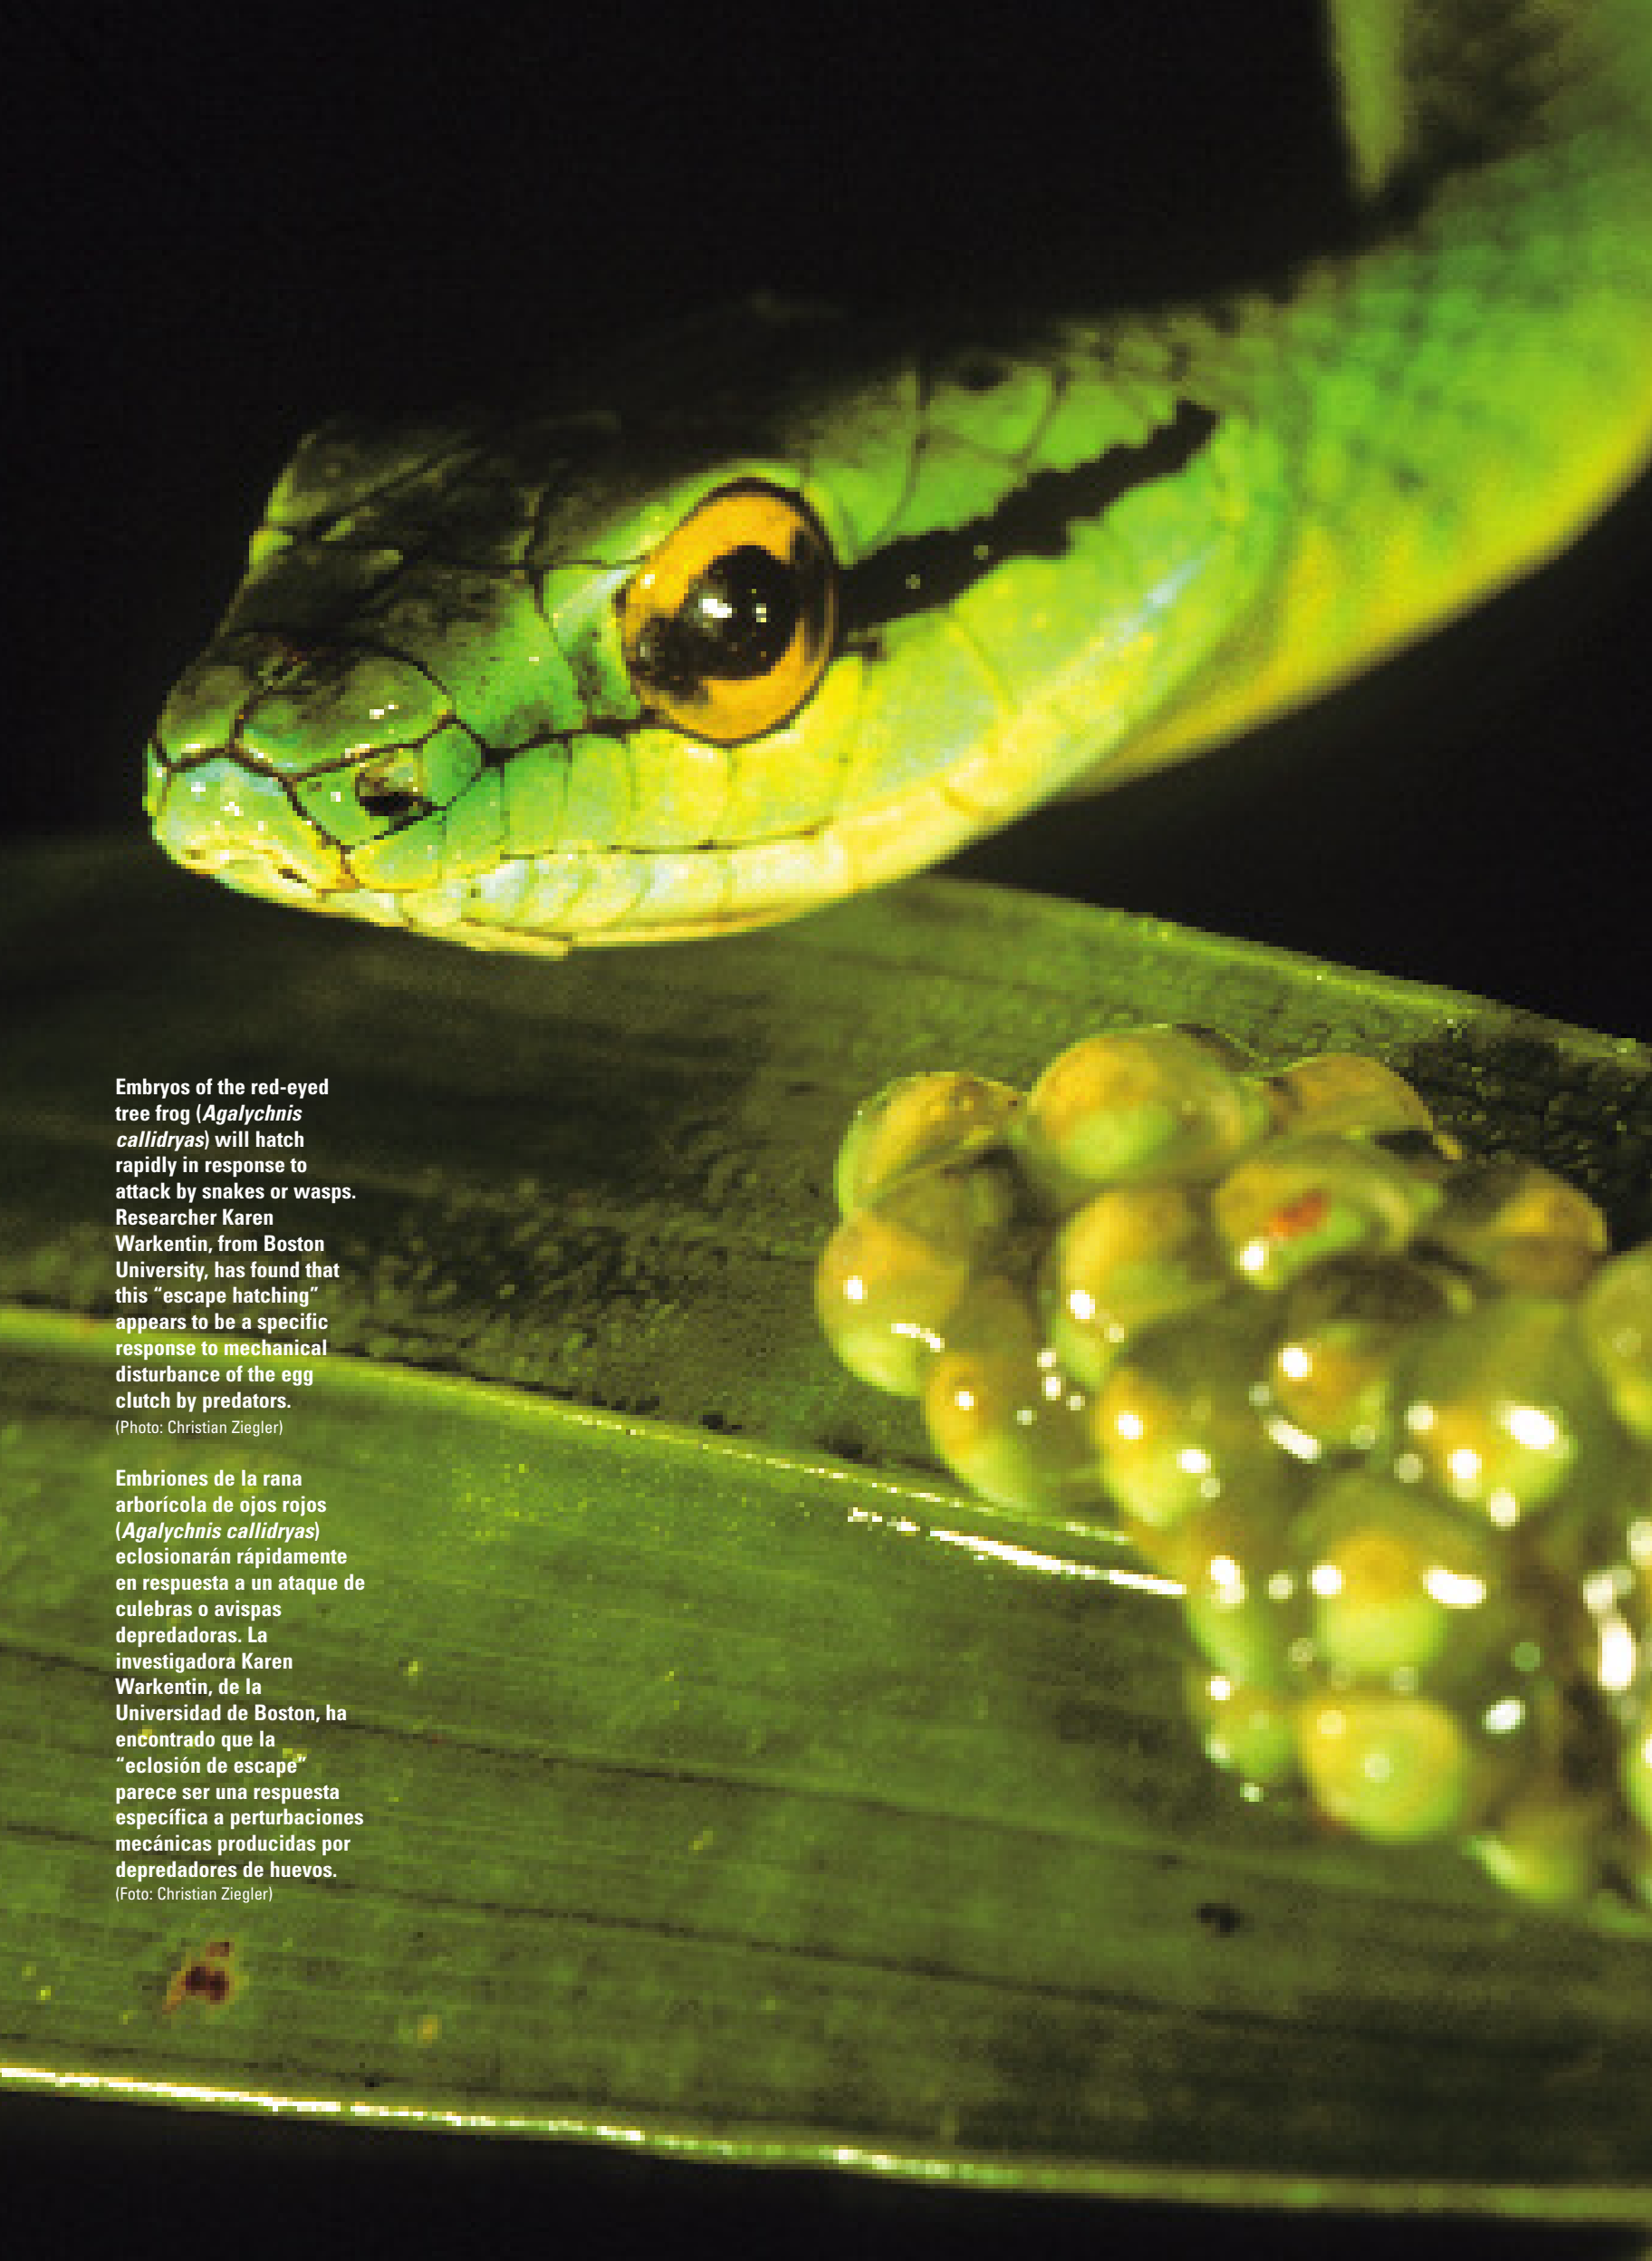 Embryos of the red-eyed
tree frog (Agalychnis
callidryas) will hatch
rapidly in response to
attack by snakes or wasps.
Researcher Karen
Warkentin, from Boston
University, has found that
this “escape hatching”
appears to be a specific
response to mechanical
disturbance of the egg
clutch by predators.
(Photo: Christian Ziegler)
Embriones de la rana
arborícola de ojos rojos
(Agalychnis callidryas)
eclosionarán rápidamente
en respuesta a un ataque de
culebras o avispas
depredadoras. La
investigadora Karen
Warkentin, de la
Universidad de Boston, ha
encontrado que la
“eclosión de escape”
parece ser una respuesta
específica a perturbaciones
mecánicas producidas por
depredadores de huevos.
(Foto: Christian Ziegler)